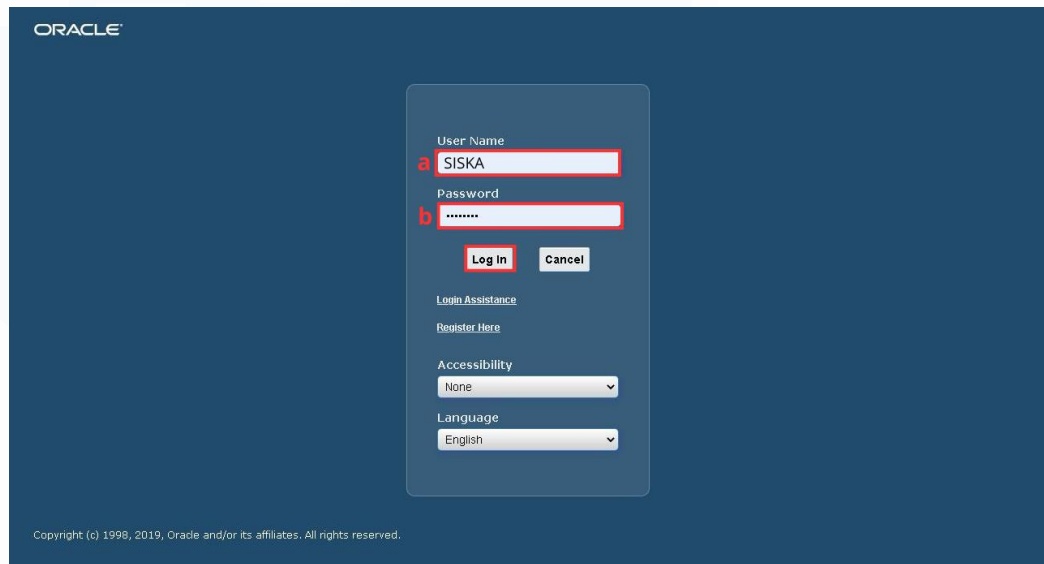 ORACLE
User Name
a SISKA
Password
b ········
Log In Cancel
Login Assistance
Register Here
Accessibility
None
Language
English
Copyright (c) 1998, 2019, Oracle and/or its affiliates. All rights reserved.